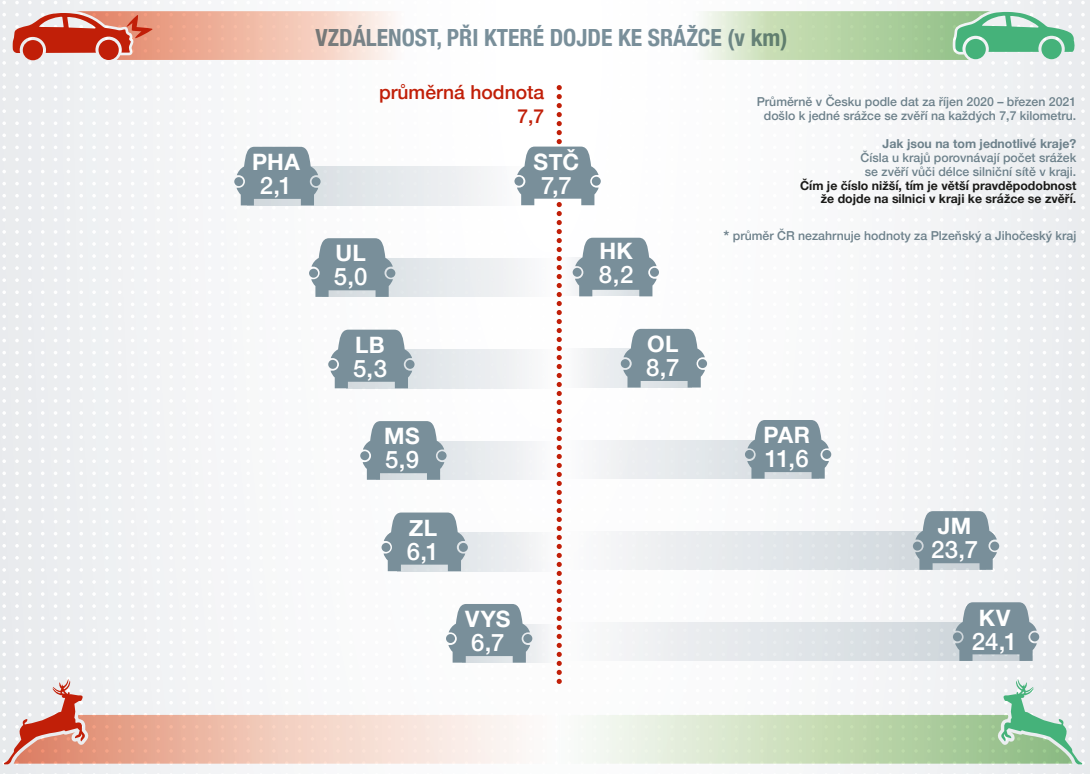 VZDÁLENOST, PŘI KTERÉ DOJDE KE SRÁŽCE (v km)
průměrná hodnota
7,7
Průměrně v Česku podle dat za říjen 2020 – březen 2021
došlo k jedné srážce se zvěří na každých 7,7 kilometru.
Jak jsou na tom jednotlivé kraje?
Čísla u krajů porovnávají počet srážek
se zvěří vůči délce silniční sítě v kraji.
Čím je číslo nižší, tím je větší pravděpodobnost
že dojde na silnici v kraji ke srážce se zvěří.
* průměr ČR nezahrnuje hodnoty za Plzeňský a Jihočeský kraj
PHA
2,1
STČ
7,7
UL
5,0
HK
8,2
LB
5,3
OL
8,7
MS
5,9
PAR
11,6
ZL
6,1
JM
23,7
VYS
6,7
KV
24,1